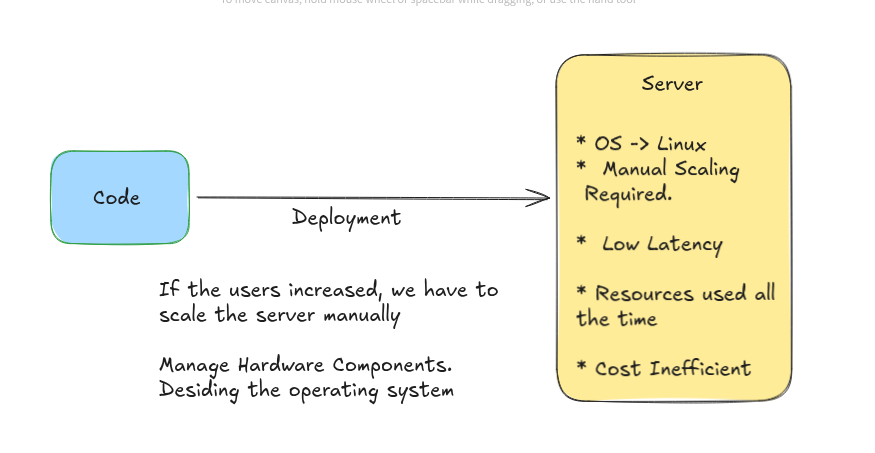 To move canvas, hold mouse wheel or spacebar while dragging, or use the hand tool
Server
* OS -> Linux
* Manual Scaling
Required.
* Low Latency
* Resources used all
the time
* Cost Inefficient
Code
Deployment
If the users increased, we have to
scale the server manually
Manage Hardware Components.
Desiding the operating system